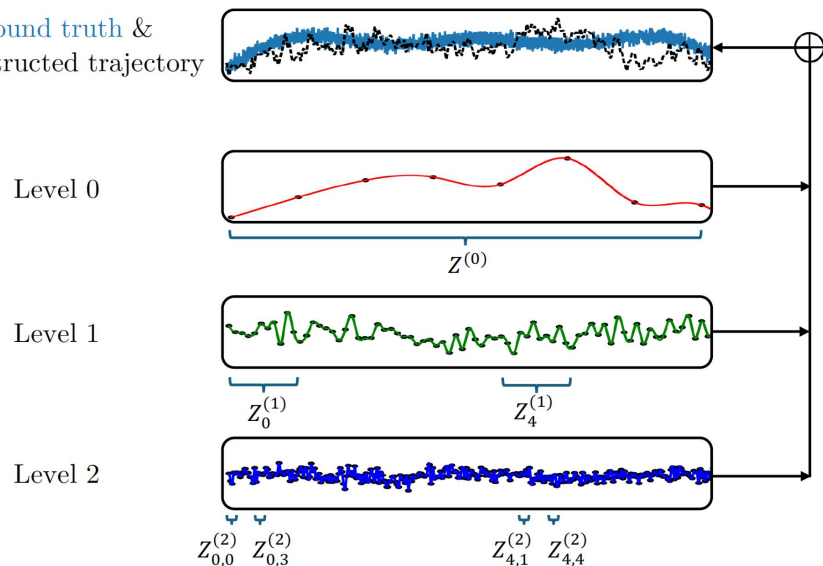 ound truth &
structed trajectory
Level 0
Z^{(0)}
Level 1
Z_0^{(1)} Z_4^{(1)}
Level 2
Z_{0,0}^{(2)} Z_{0,3}^{(2)} Z_{4,1}^{(2)} Z_{4,4}^{(2)}